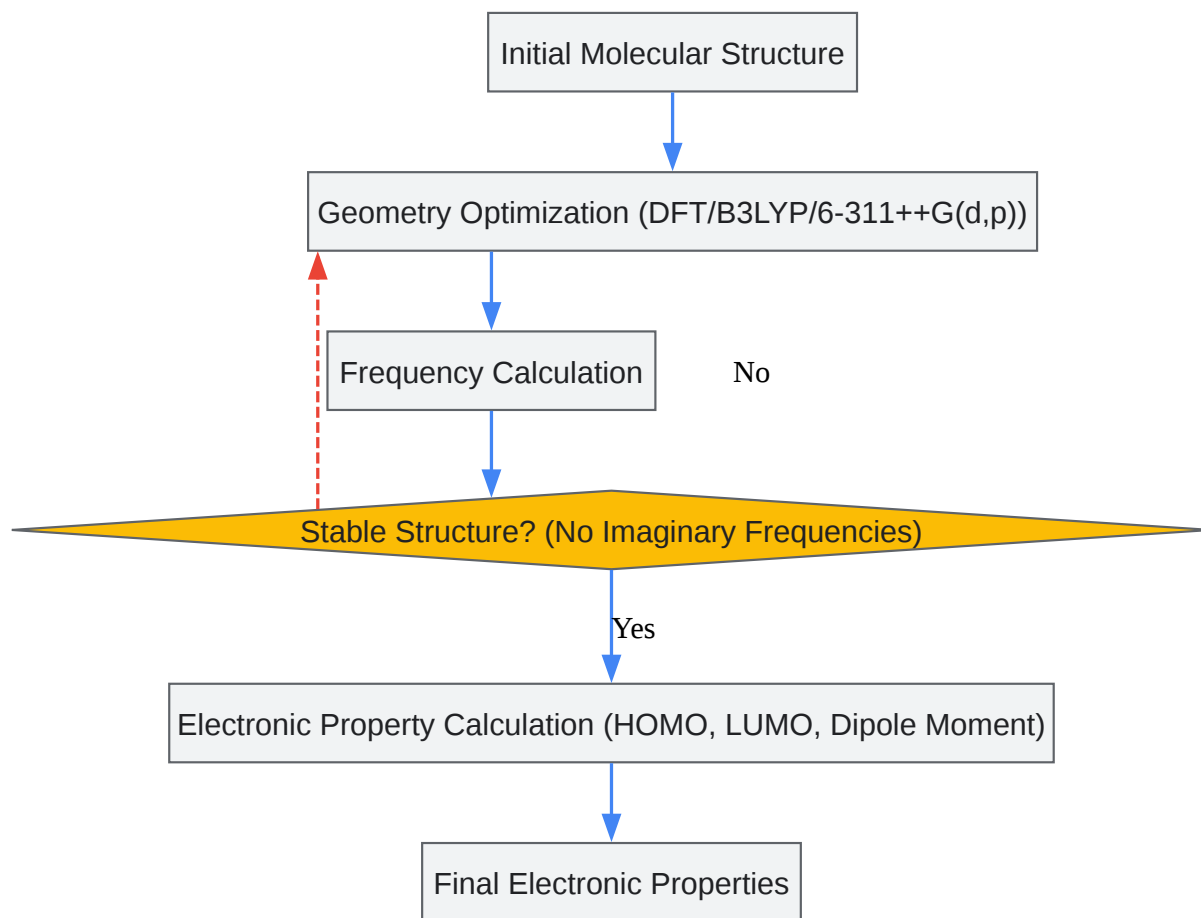 Initial Molecular Structure
Geometry Optimization (DFT/B3LYP/6-311++G(d,p))
Frequency Calculation
No
Stable Structure? (No Imaginary Frequencies)
Yes
Electronic Property Calculation (HOMO, LUMO, Dipole Moment)
Final Electronic Properties